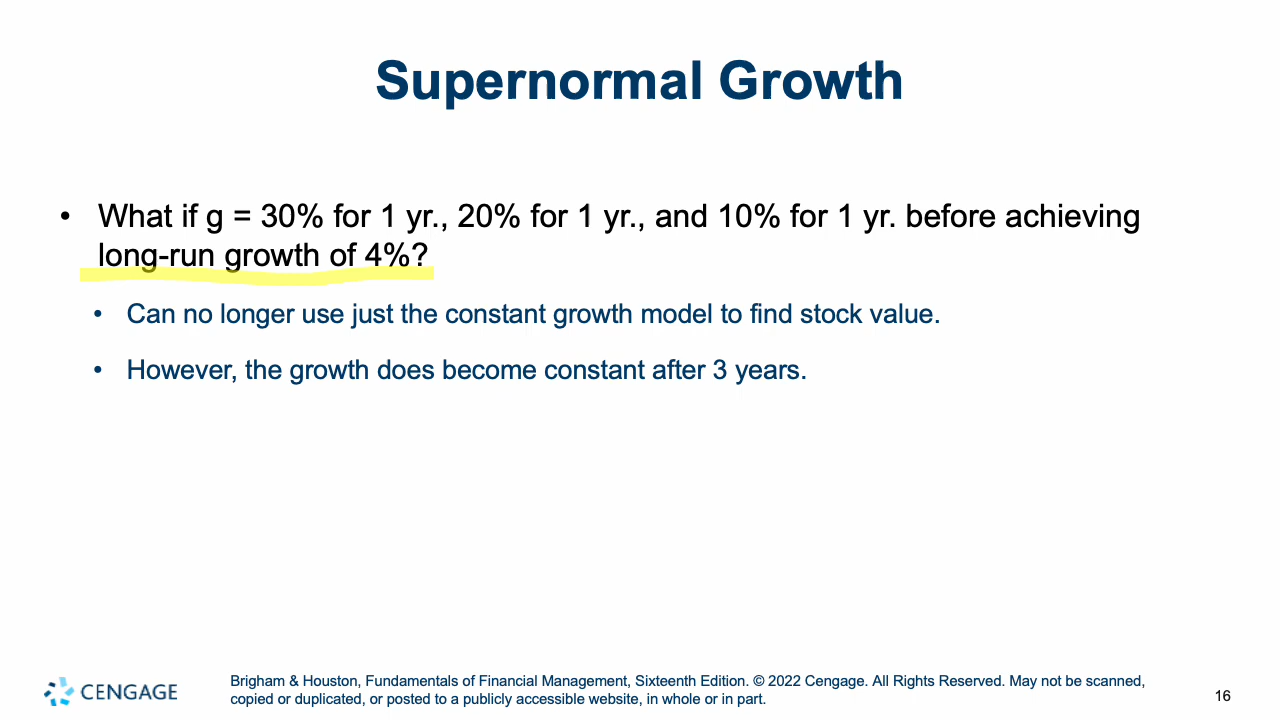 Supernormal Growth
• What if g = 30% for 1 yr., 20% for 1 yr., and 10% for 1 yr. before achieving
long-run growth of 4%?
• Can no longer use just the constant growth model to find stock value.
• However, the growth does become constant after 3 years.
CENGAGE
Brigham & Houston, Fundamentals of Financial Management, Sixteenth Edition. © 2022 Cengage. All Rights Reserved. May not be scanned,
copied or duplicated, or posted to a publicly accessible website, in whole or in part.
16